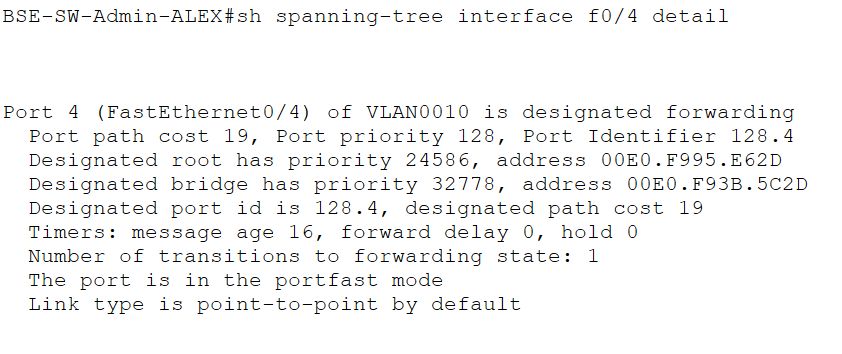 BSE-SW-Admin-ALEX#sh spanning-tree interface f0/4 detail
Port 4 (FastEthernet0/4) of VLAN0010 is designated forwarding
Port path cost 19, Port priority 128, Port Identifier 128.4
Designated root has priority 24586, address 00E0.F995.E62D
Designated bridge has priority 32778, address 00E0.F93B.5C2D
Designated port id is 128.4, designated path cost 19
Timers: message age 16, forward delay 0, hold 0
Number of transitions to forwarding state: 1
The port is in the portfast mode
Link type is point-to-point by default